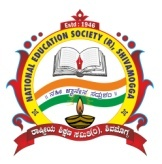 Estd : 1946
NATIONAL EDUCATION SOCIETY (R), SHIVAMOGGA
ರಾಷ್ಟ್ರೀಯ ಶಿಕ್ಷಣ ಸಮಿತಿ(ರಿ), ಶಿವಮೊಗ್ಗ